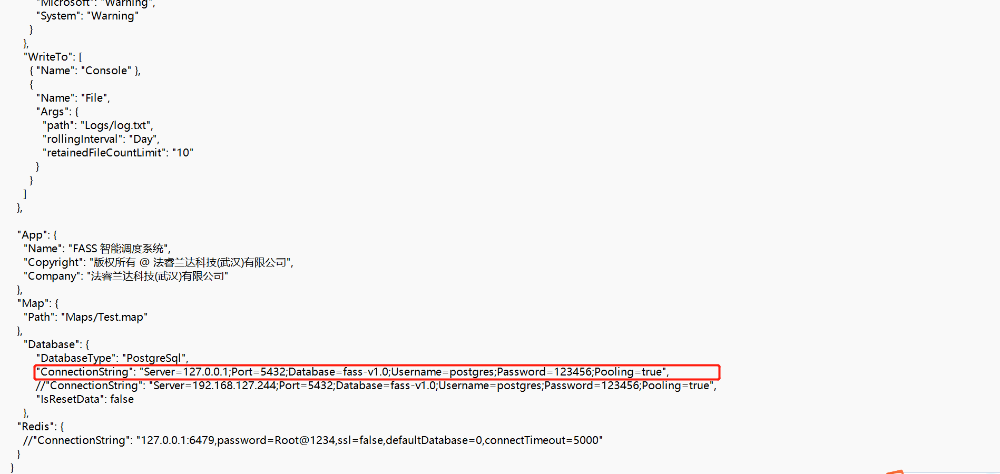 "Microsoft": "Warning",
"System": "Warning"
}
},
"WriteTo": [
{ "Name": "Console" },
{
"Name": "File",
"Args": {
"path": "Logs/log.txt",
"rollingInterval": "Day",
"retainedFileCountLimit": "10"
}
}
]
},
"App": {
"Name": "FASS 智能调度系统",
"Copyright": "版权所有 @ 法睿兰达科技(武汉)有限公司",
"Company": "法睿兰达科技(武汉)有限公司"
},
"Map": {
"Path": "Maps/Test.map"
},
"Database": {
"DatabaseType": "PostgreSql",
"ConnectionString": "Server=127.0.0.1;Port=5432;Database=fass-v1.0;Username=postgres;Password=123456;Pooling=true",
//"ConnectionString": "Server=192.168.127.244;Port=5432;Database=fass-v1.0;Username=postgres;Password=123456;Pooling=true",
"IsResetData": false
},
"Redis": {
//"ConnectionString": "127.0.0.1:6479,password=Root@1234,ssl=false,defaultDatabase=0,connectTimeout=5000"
}
}